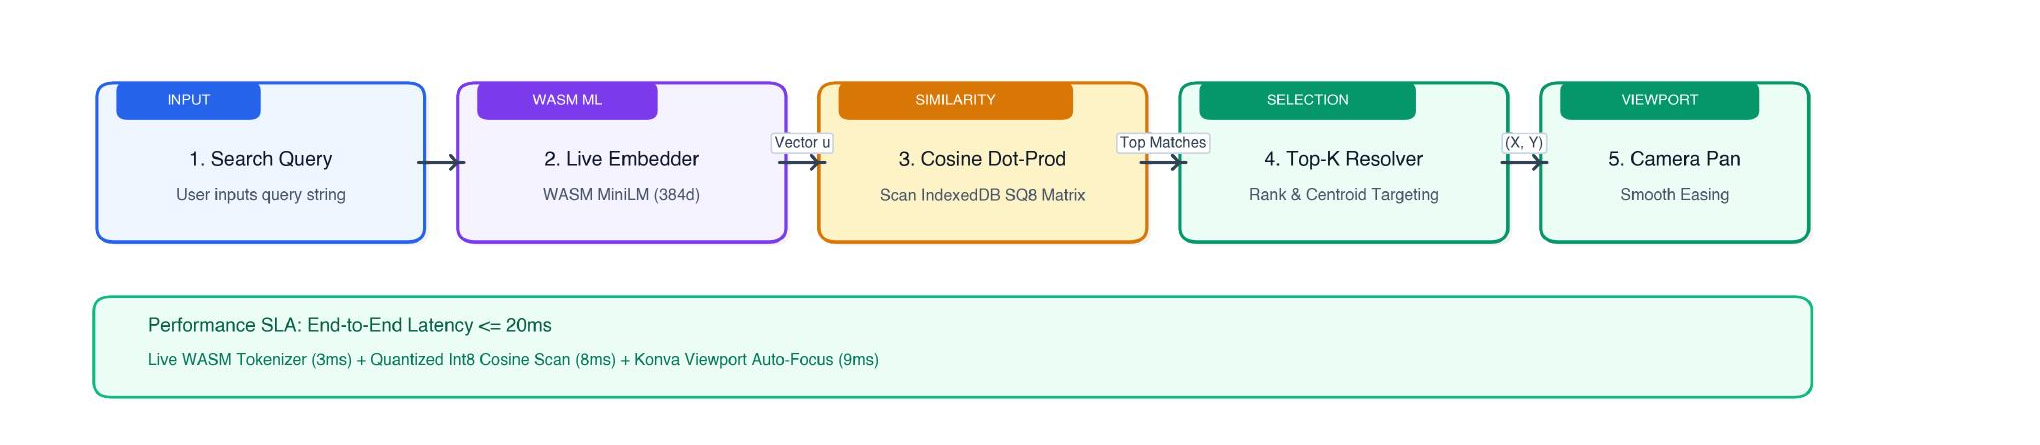 INPUT
1. Search Query
User inputs query string
WASM ML
2. Live Embedder
WASM MiniLM (384d)
Vector u
SIMILARITY
3. Cosine Dot-Prod
Scan IndexedDB SQ8 Matrix
Top Matches
SELECTION
4. Top-K Resolver
Rank & Centroid Targeting
(X, Y)
VIEWPORT
5. Camera Pan
Smooth Easing
Performance SLA: End-to-End Latency <= 20ms
Live WASM Tokenizer (3ms) + Quantized Int8 Cosine Scan (8ms) + Konva Viewport Auto-Focus (9ms)